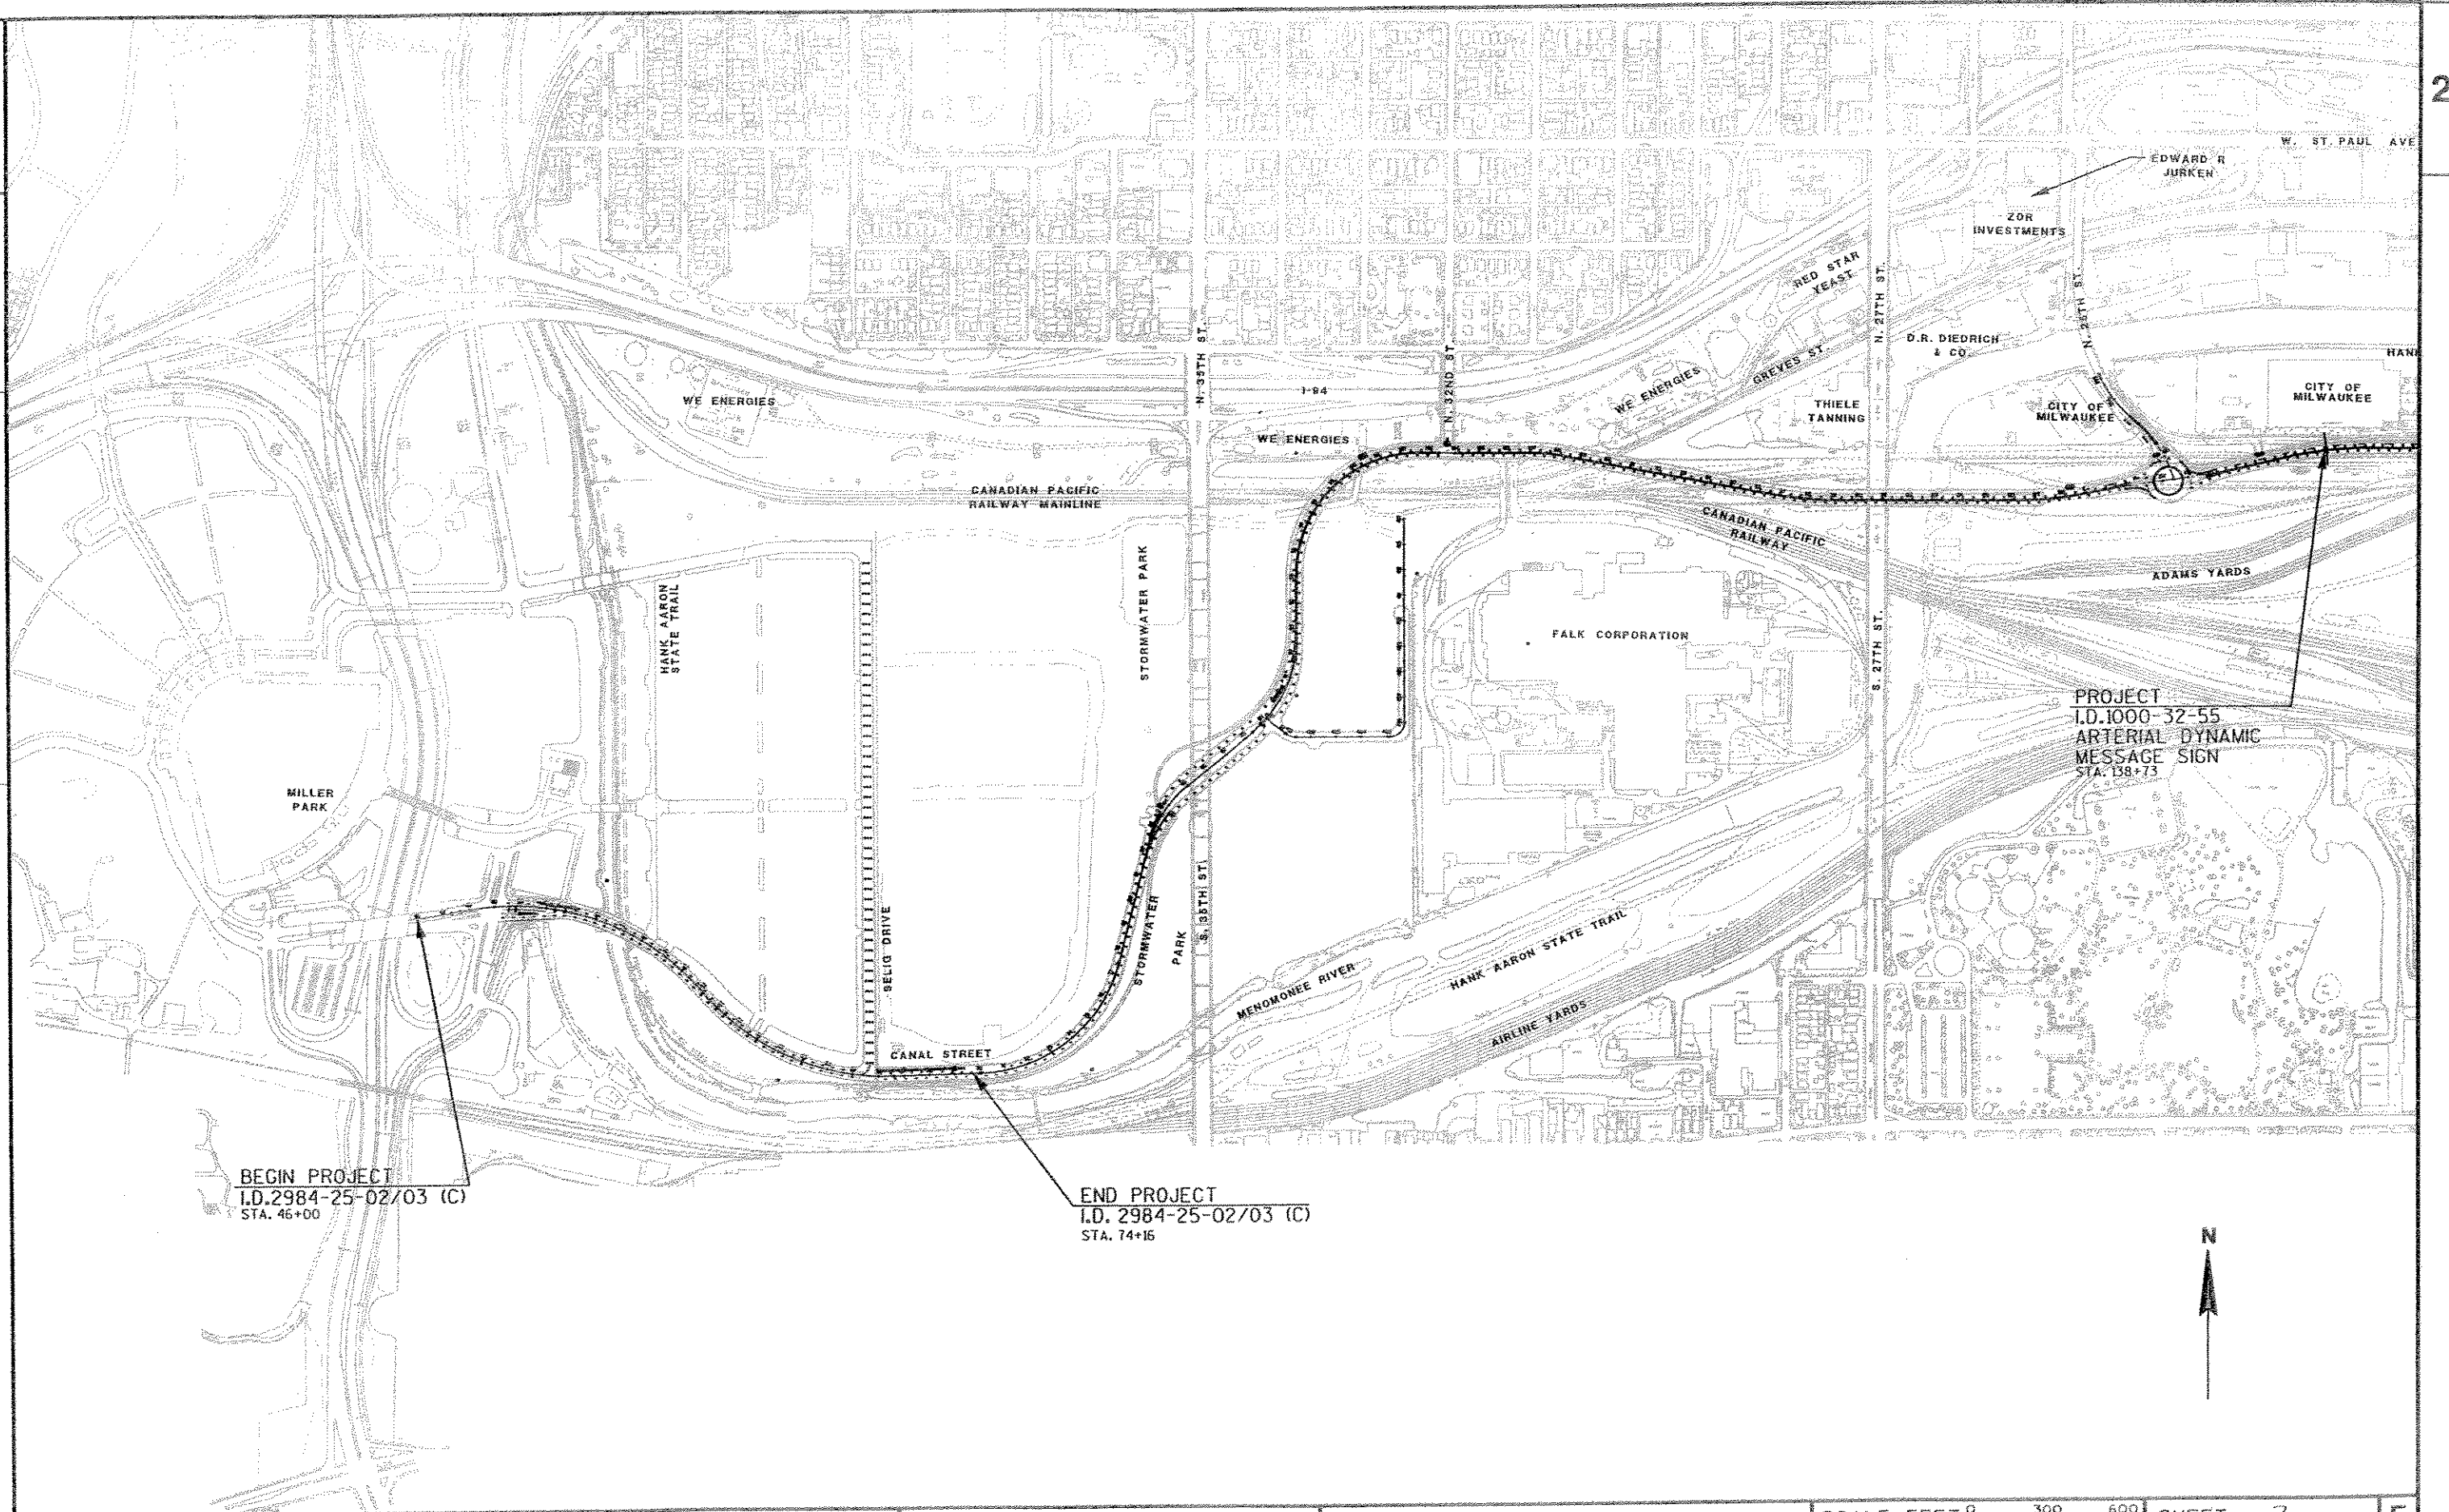 2
W. ST. PAUL AVE
EDWARD R
JURKEN
ZOR
INVESTMENTS
RED STAR
YEAST
N. 27TH ST.
N. 25TH ST.
D.R. DIEDRICH
& CO.
HAN
N. 35TH ST.
I-94
N. 32ND ST.
WE ENERGIES
GREVES ST.
WE ENERGIES
THIELE
TANNING
CITY OF
MILWAUKEE
CITY OF
MILWAUKEE
WE ENERGIES
CANADIAN PACIFIC
RAILWAY MAINLINE
CANADIAN PACIFIC
RAILWAY
ADAMS YARDS
HANK AARON
STATE TRAIL
STORMWATER PARK
FALK CORPORATION
S. 27TH ST.
PROJECT
I.D.1000-32-55
ARTERIAL DYNAMIC
MESSAGE SIGN
STA. 138+73
MILLER
PARK
SELIG DRIVE
STORMWATER
PARK
S. 35TH ST.
MENOMONEE RIVER
HANK AARON STATE TRAIL
AIRLINE YARDS
CANAL STREET
BEGIN PROJECT
I.D.2984-25-02/03 (C)
STA. 46+00
END PROJECT
I.D. 2984-25-02/03 (C)
STA. 74+16
N